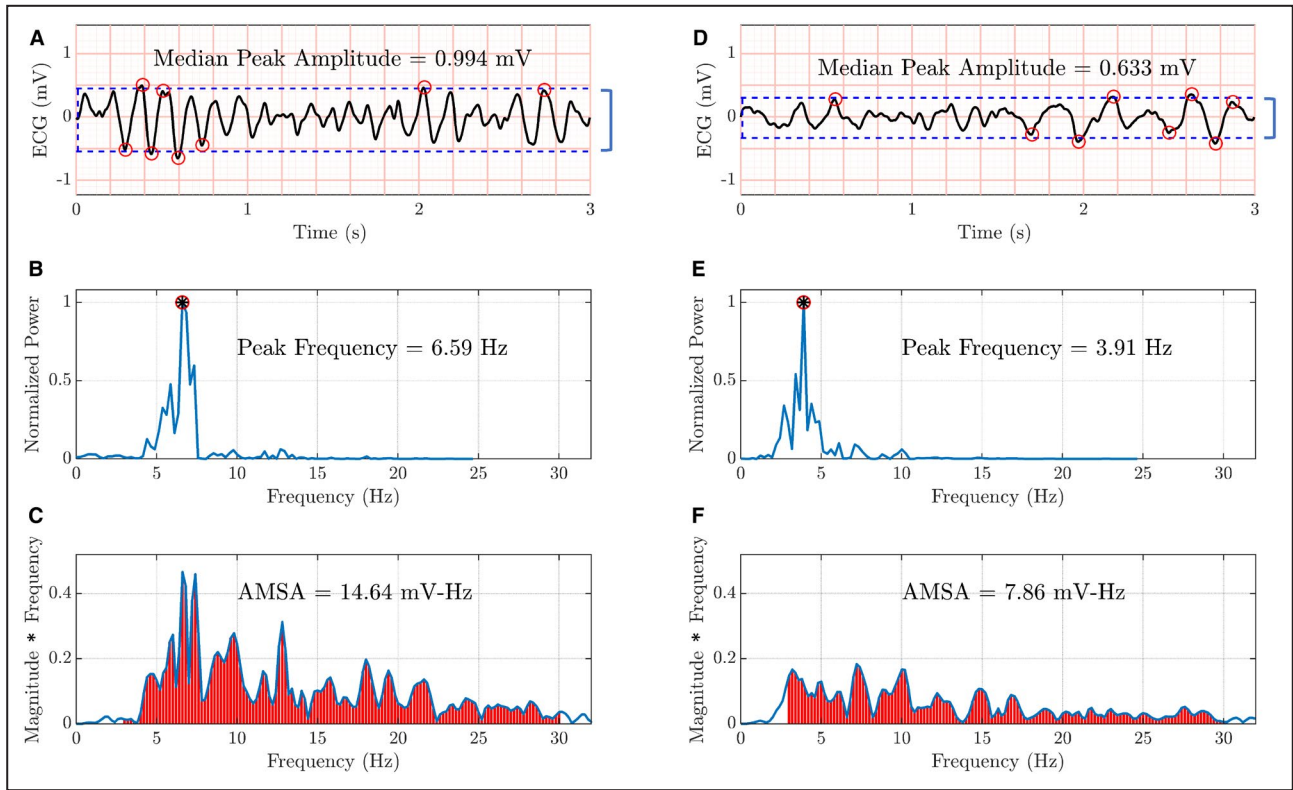 A
Median Peak Amplitude = 0.994 mV
ECG (mV)
1
0
-1
0 1 2 3
Time (s)
D
Median Peak Amplitude = 0.633 mV
ECG (mV)
1
0
-1
0 1 2 3
Time (s)
B
Peak Frequency = 6.59 Hz
Normalized Power
1
0.5
0
0 5 10 15 20 25 30
Frequency (Hz)
E
Peak Frequency = 3.91 Hz
Normalized Power
1
0.5
0
0 5 10 15 20 25 30
Frequency (Hz)
C
AMSA = 14.64 mV-Hz
Magnitude * Frequency
0.4
0.2
0
0 5 10 15 20 25 30
Frequency (Hz)
F
AMSA = 7.86 mV-Hz
Magnitude * Frequency
0.4
0.2
0
0 5 10 15 20 25 30
Frequency (Hz)